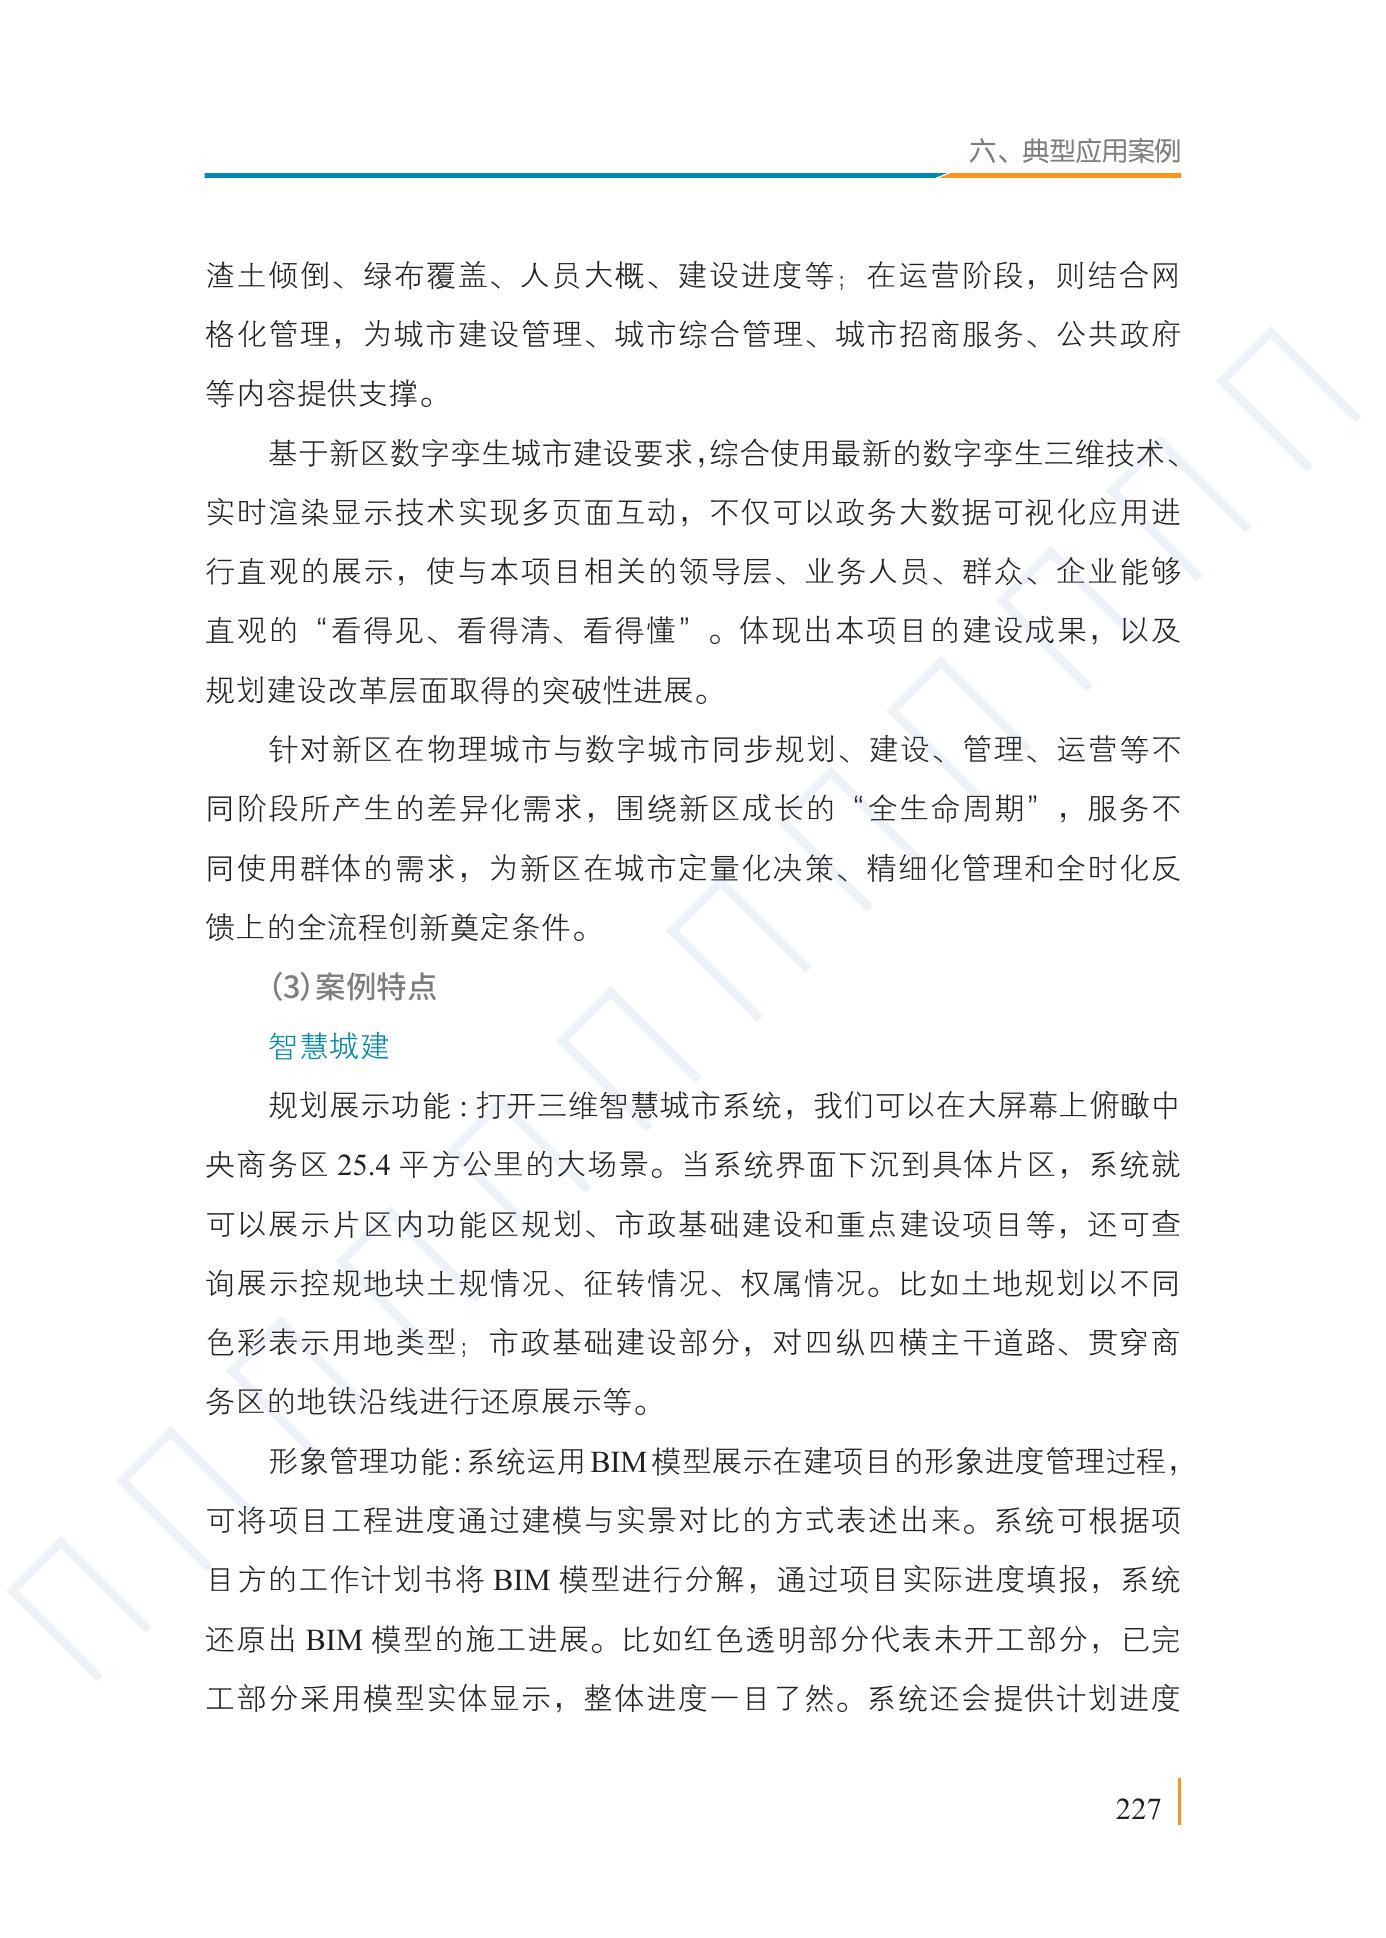 六、典型应用案例
渣土倾倒、绿布覆盖、人员大概、建设进度等；在运营阶段，则结合网
格化管理，为城市建设管理、城市综合管理、城市招商服务、公共政府
等内容提供支撑。
基于新区数字孪生城市建设要求，综合使用最新的数字孪生三维技术、
实时渲染显示技术实现多页面互动，不仅可以政务大数据可视化应用进
行直观的展示，使与本项目相关的领导层、业务人员、群众、企业能够
直观的“看得见、看得清、看得懂”。体现出本项目的建设成果，以及
规划建设改革层面取得的突破性进展。
针对新区在物理城市与数字城市同步规划、建设、管理、运营等不
同阶段所产生的差异化需求，围绕新区成长的“全生命周期”，服务不
同使用群体的需求，为新区在城市定量化决策、精细化管理和全时化反
馈上的全流程创新奠定条件。
（3）案例特点
智慧城建
规划展示功能：打开三维智慧城市系统，我们可以在大屏幕上俯瞰中
央商务区 25.4 平方公里的大场景。当系统界面下沉到具体片区，系统就
可以展示片区内功能区规划、市政基础建设和重点建设项目等，还可查
询展示控规地块土规情况、征转情况、权属情况。比如土地规划以不同
色彩表示用地类型；市政基础建设部分，对四纵四横主干道路、贯穿商
务区的地铁沿线进行还原展示等。
形象管理功能：系统运用 BIM 模型展示在建项目的形象进度管理过程，
可将项目工程进度通过建模与实景对比的方式表述出来。系统可根据项
目方的工作计划书将 BIM 模型进行分解，通过项目实际进度填报，系统
还原出 BIM 模型的施工进展。比如红色透明部分代表未开工部分，已完
工部分采用模型实体显示，整体进度一目了然。系统还会提供计划进度
227